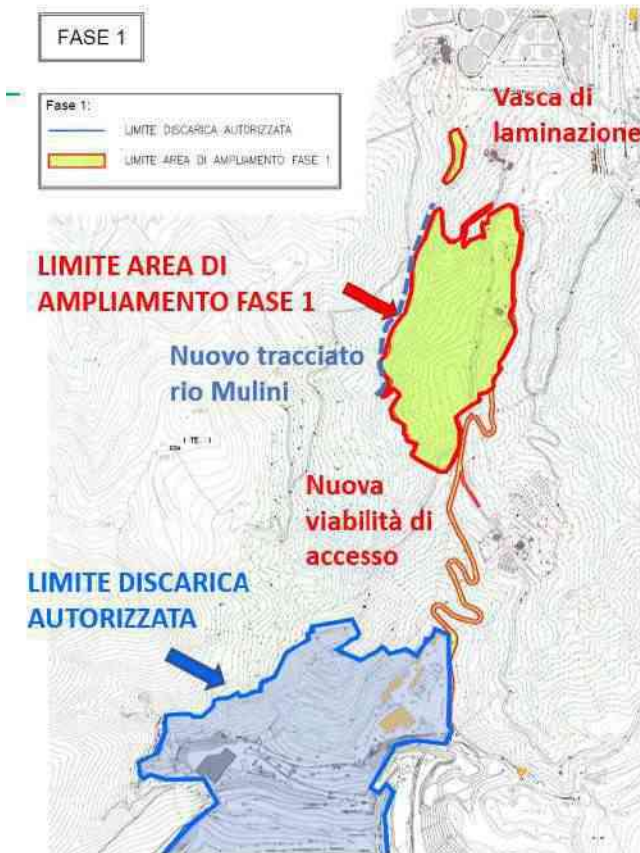 FASE 1
Fase 1:
LIMITE DISCARICA AUTORIZZATA
LIMITE AREA DI AMPLIAMENTO FASE 1
Vasca di
laminazione
LIMITE AREA DI
AMPLIAMENTO FASE 1
Nuovo tracciato
rio Mulini
Nuova
viabilità di
accesso
LIMITE DISCARICA
AUTORIZZATA